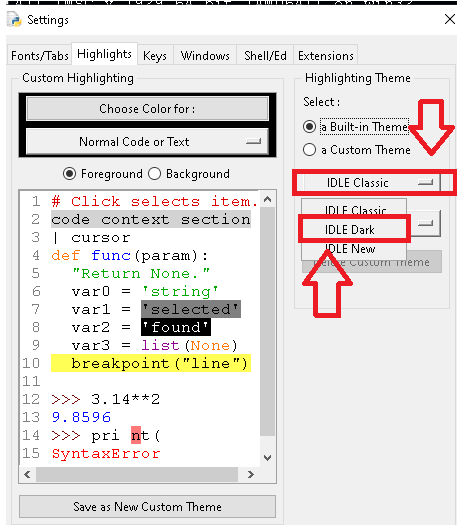 Settings
Fonts/Tabs Highlights Keys Windows Shell/Ed Extensions
Custom Highlighting
Choose Color for :
Normal Code or Text
Foreground Background
1 # Click selects item.
2 code context section
3 | cursor
4 def func(param):
5 "Return None."
6 var0 = 'string'
7 var1 = 'selected'
8 var2 = 'found'
9 var3 = list(None)
10 breakpoint("line")
11
12 >>> 3.14**2
13 9.8596
14 >>> pri nt(
15 SyntaxError
Save as New Custom Theme
Highlighting Theme
Select :
a Built-in Theme
a Custom Theme
IDLE Classic
IDLE Classic
IDLE Dark
IDLE New
Delete Custom Theme